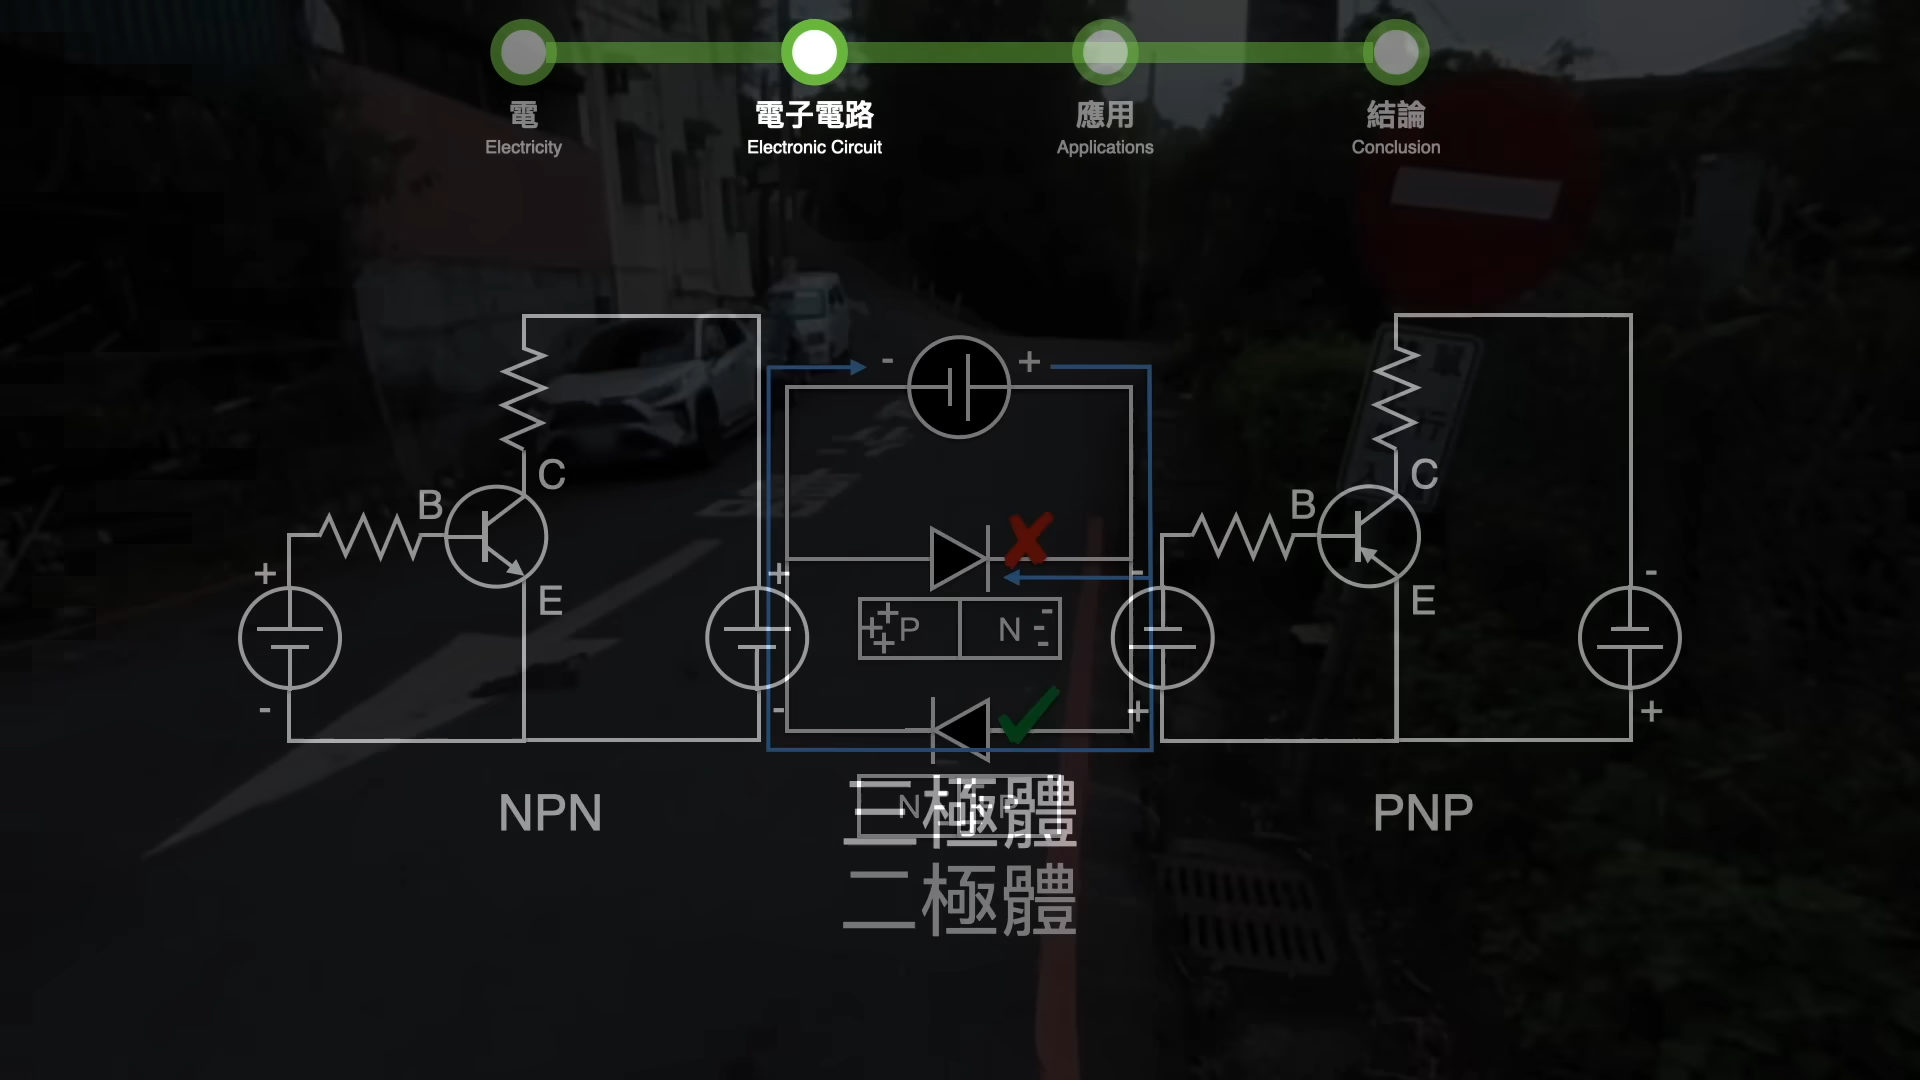 電
Electricity
電子電路
Electronic Circuit
應用
Applications
結論
Conclusion
- +
C
B
E
+
-
+
-
P N
+++ ---
N P
C
B
E
-
+
-
+
NPN
三極體
PNP
二極體